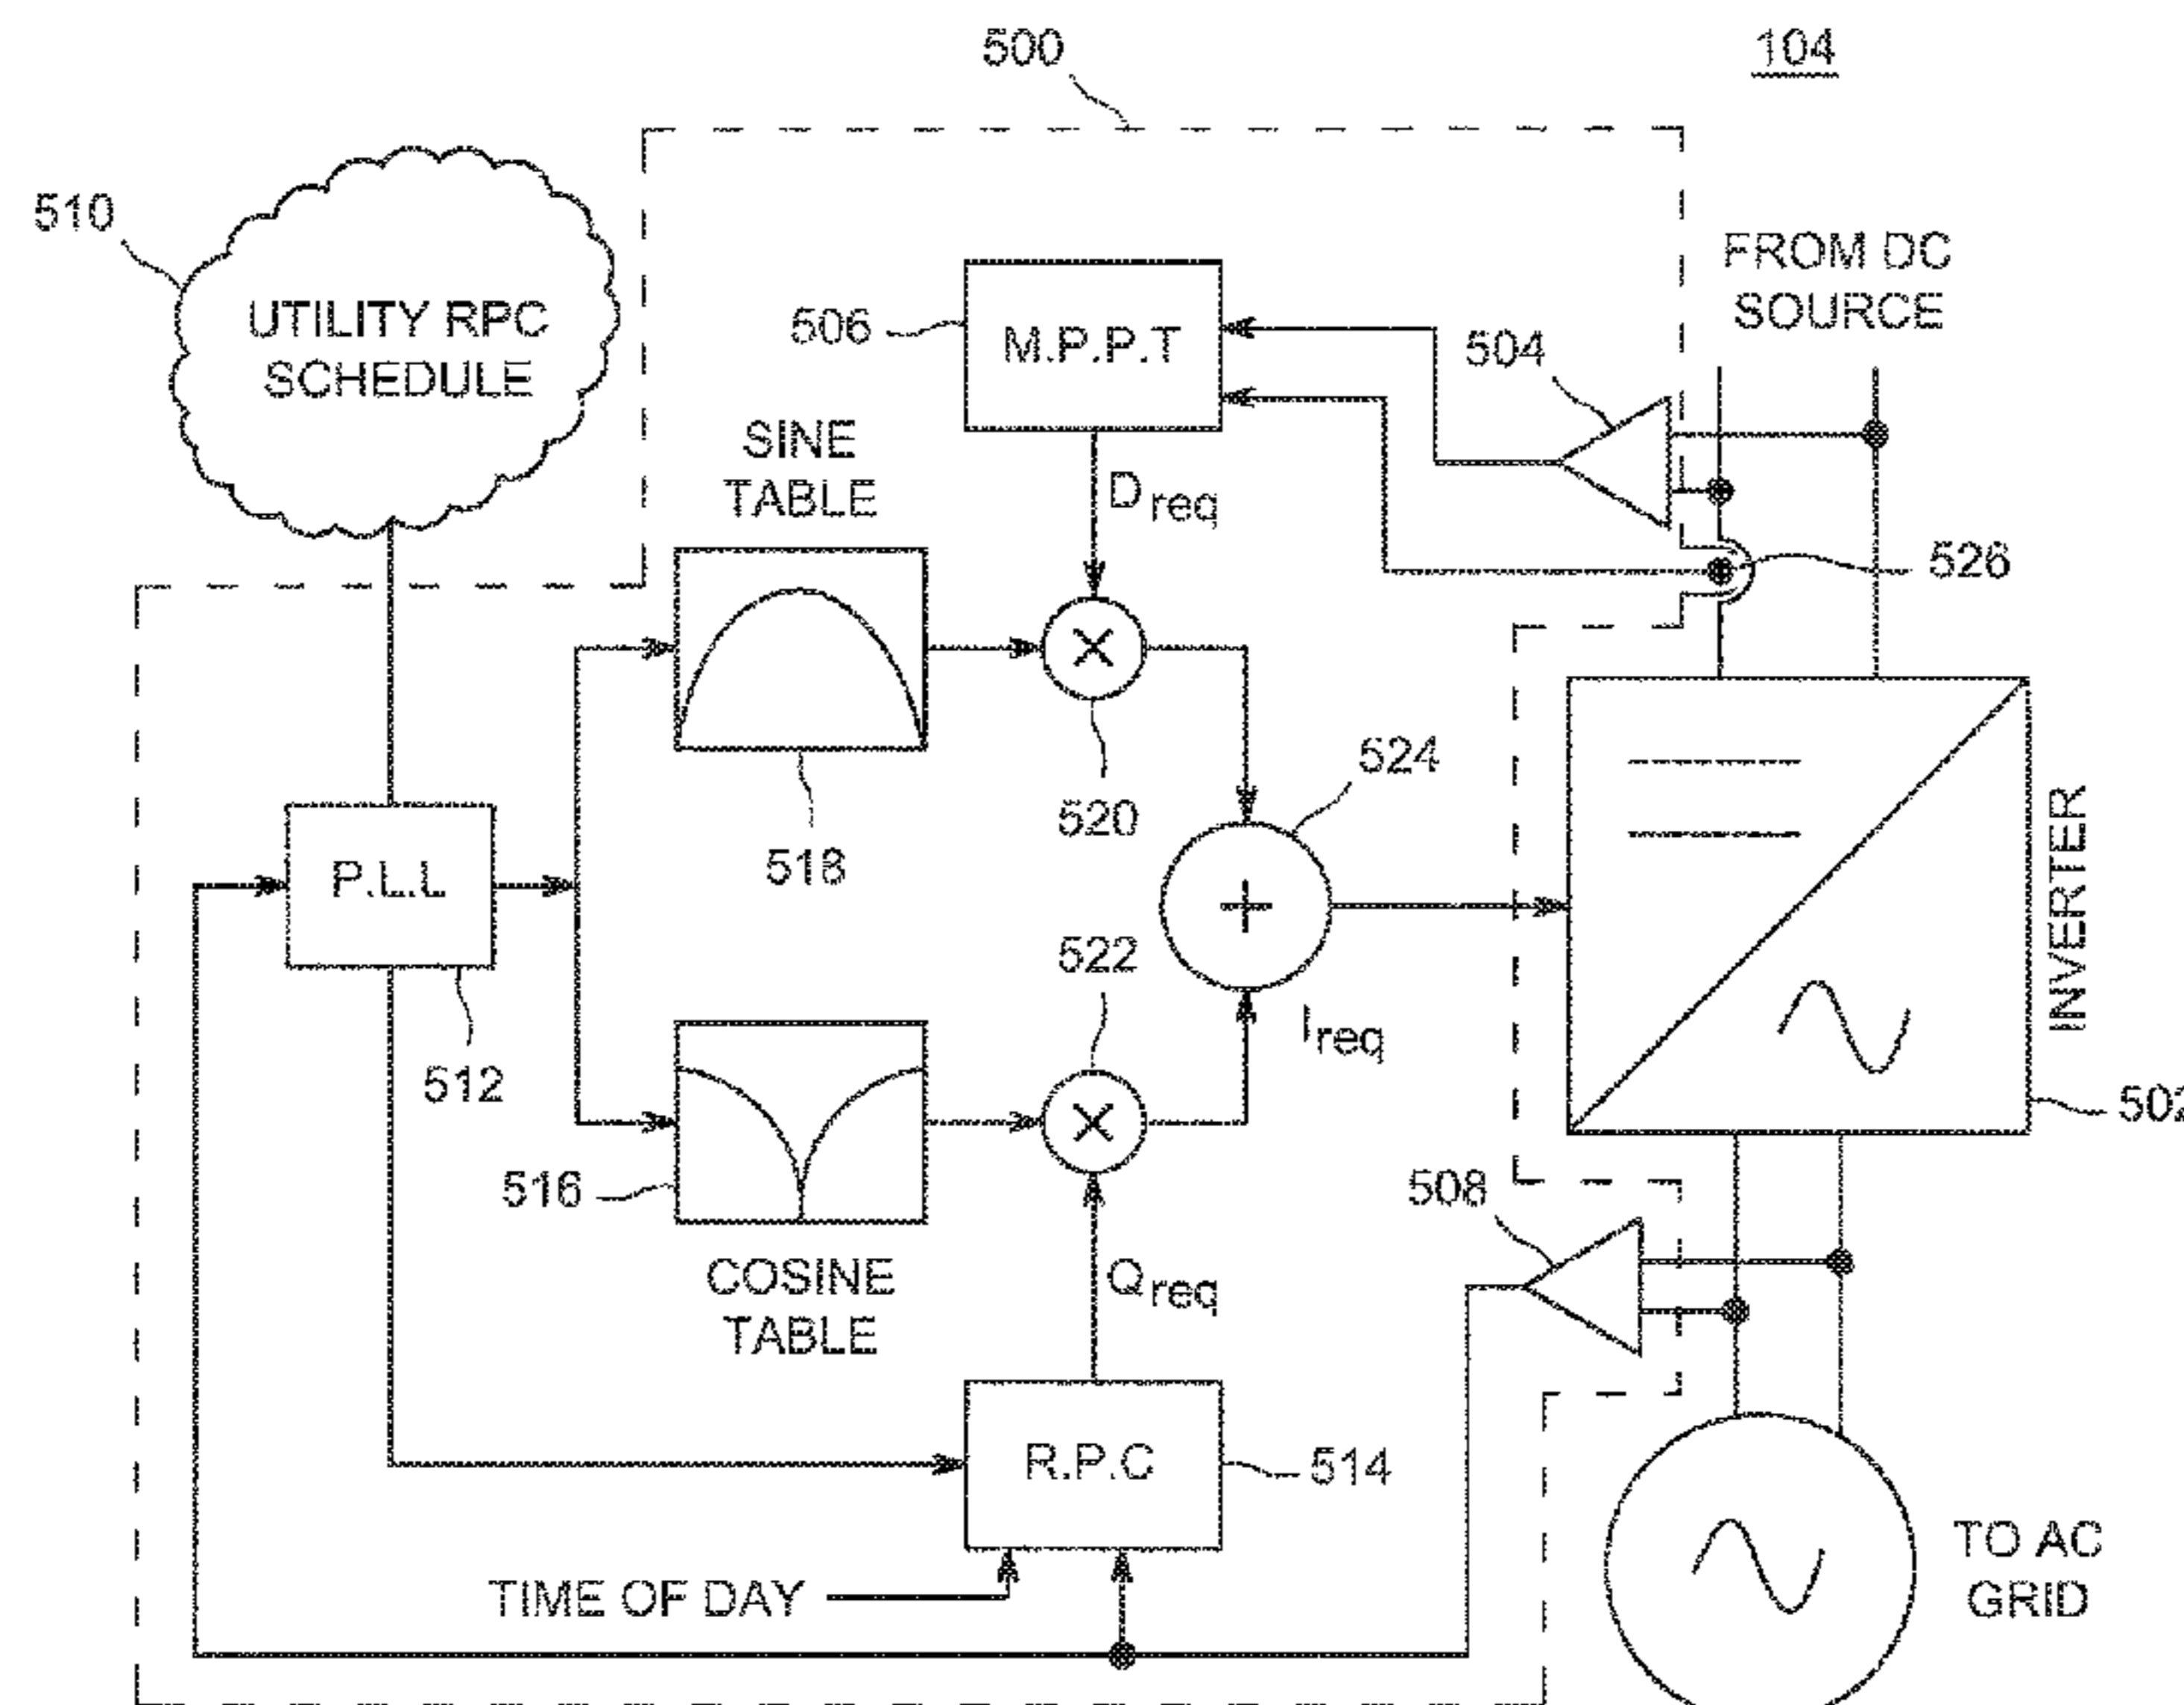 500
104
510
UTILITY RPC
SCHEDULE
506
M.P.P.T
504
FROM DC
SOURCE
SINE
TABLE
Dreq
526
518
520
524
INVERTER
P.L.L
512
522
Ireq
502
516
508
COSINE
TABLE
Qreq
R.P.C
514
TIME OF DAY
TO AC
GRID